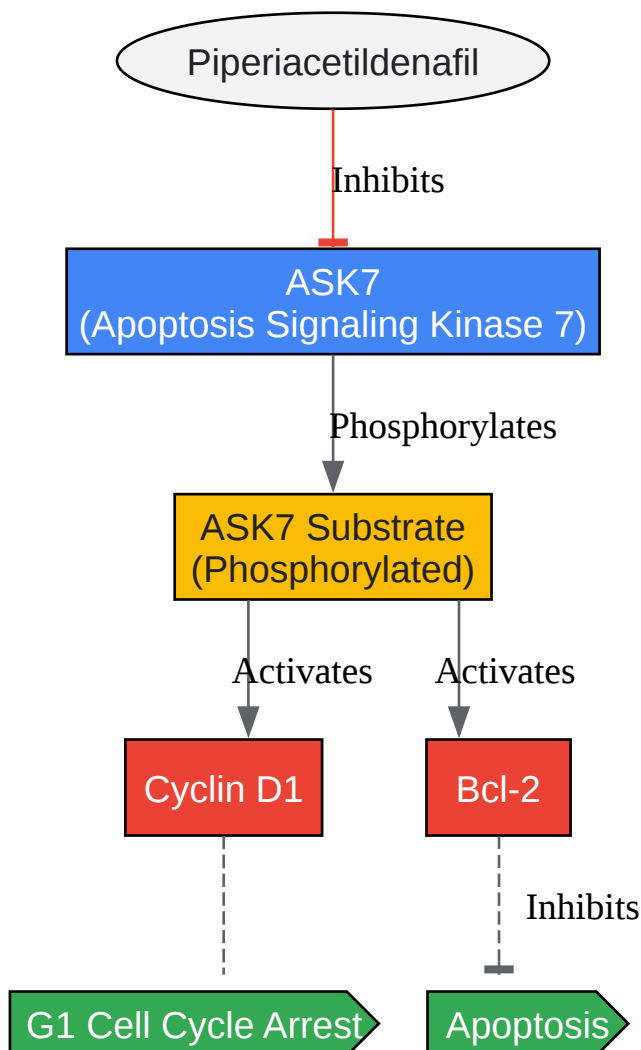 Piperiacetildenafil
Inhibits
ASK7
(Apoptosis Signaling Kinase 7)
Phosphorylates
ASK7 Substrate
(Phosphorylated)
Activates
Activates
Cyclin D1
Bcl-2
Inhibits
G1 Cell Cycle Arrest
Apoptosis